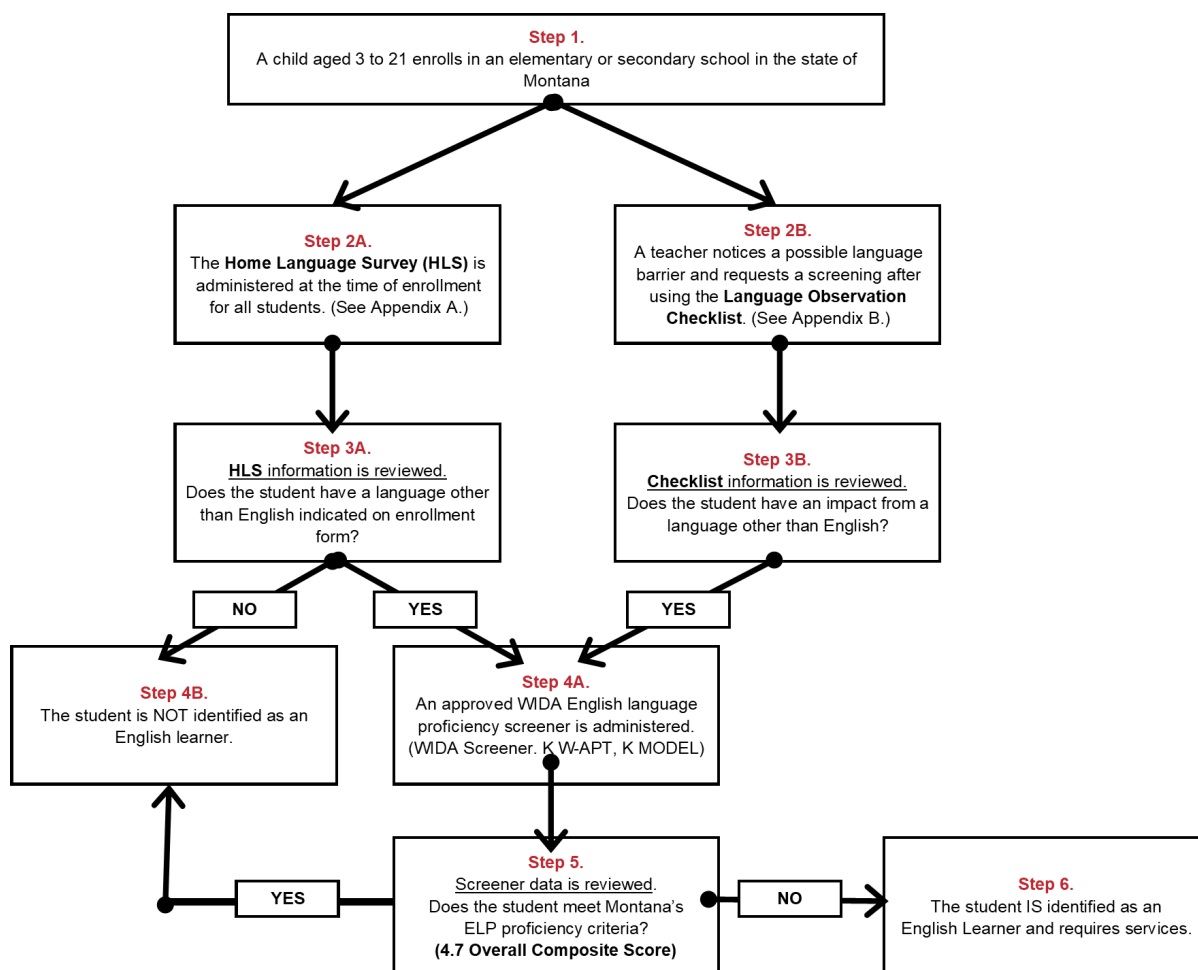 Step 1.
A child aged 3 to 21 enrolls in an elementary or secondary school in the state of
Montana
Step 2A.
The Home Language Survey (HLS) is
administered at the time of enrollment
for all students. (See Appendix A.)
Step 2B.
A teacher notices a possible language
barrier and requests a screening after
using the Language Observation
Checklist. (See Appendix B.)
Step 3A.
HLS information is reviewed.
Does the student have a language other
than English indicated on enrollment
form?
Step 3B.
Checklist information is reviewed.
Does the student have an impact from a
language other than English?
NO
YES
YES
Step 4B.
The student is NOT identified as an
English learner.
Step 4A.
An approved WIDA English language
proficiency screener is administered.
(WIDA Screener. K W-APT, K MODEL)
Step 5.
Screener data is reviewed.
Does the student meet Montana's
ELP proficiency criteria?
(4.7 Overall Composite Score)
YES
NO
Step 6.
The student IS identified as an
English Learner and requires services.